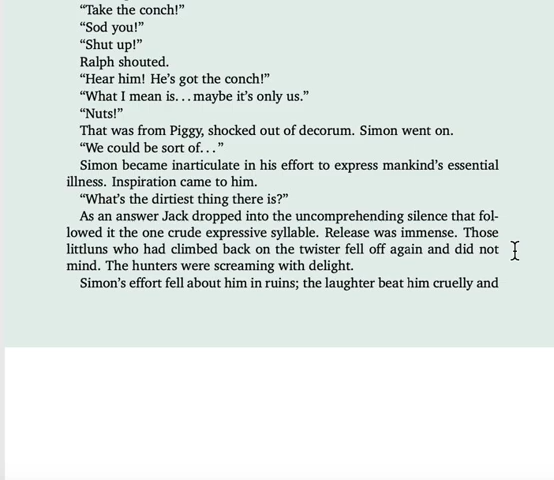 “Take the conch!”
“Sod you!”
“Shut up!”
Ralph shouted.
“Hear him! He’s got the conch!”
“What I mean is. . . maybe it’s only us.”
“Nuts!”
That was from Piggy, shocked out of decorum. Simon went on.
“We could be sort of. . .”
Simon became inarticulate in his effort to express mankind’s essential
illness. Inspiration came to him.
“What’s the dirtiest thing there is?”
As an answer Jack dropped into the uncomprehending silence that fol-
lowed it the one crude expressive syllable. Release was immense. Those
littluns who had climbed back on the twister fell off again and did not
mind. The hunters were screaming with delight.
Simon’s effort fell about him in ruins; the laughter beat him cruelly and